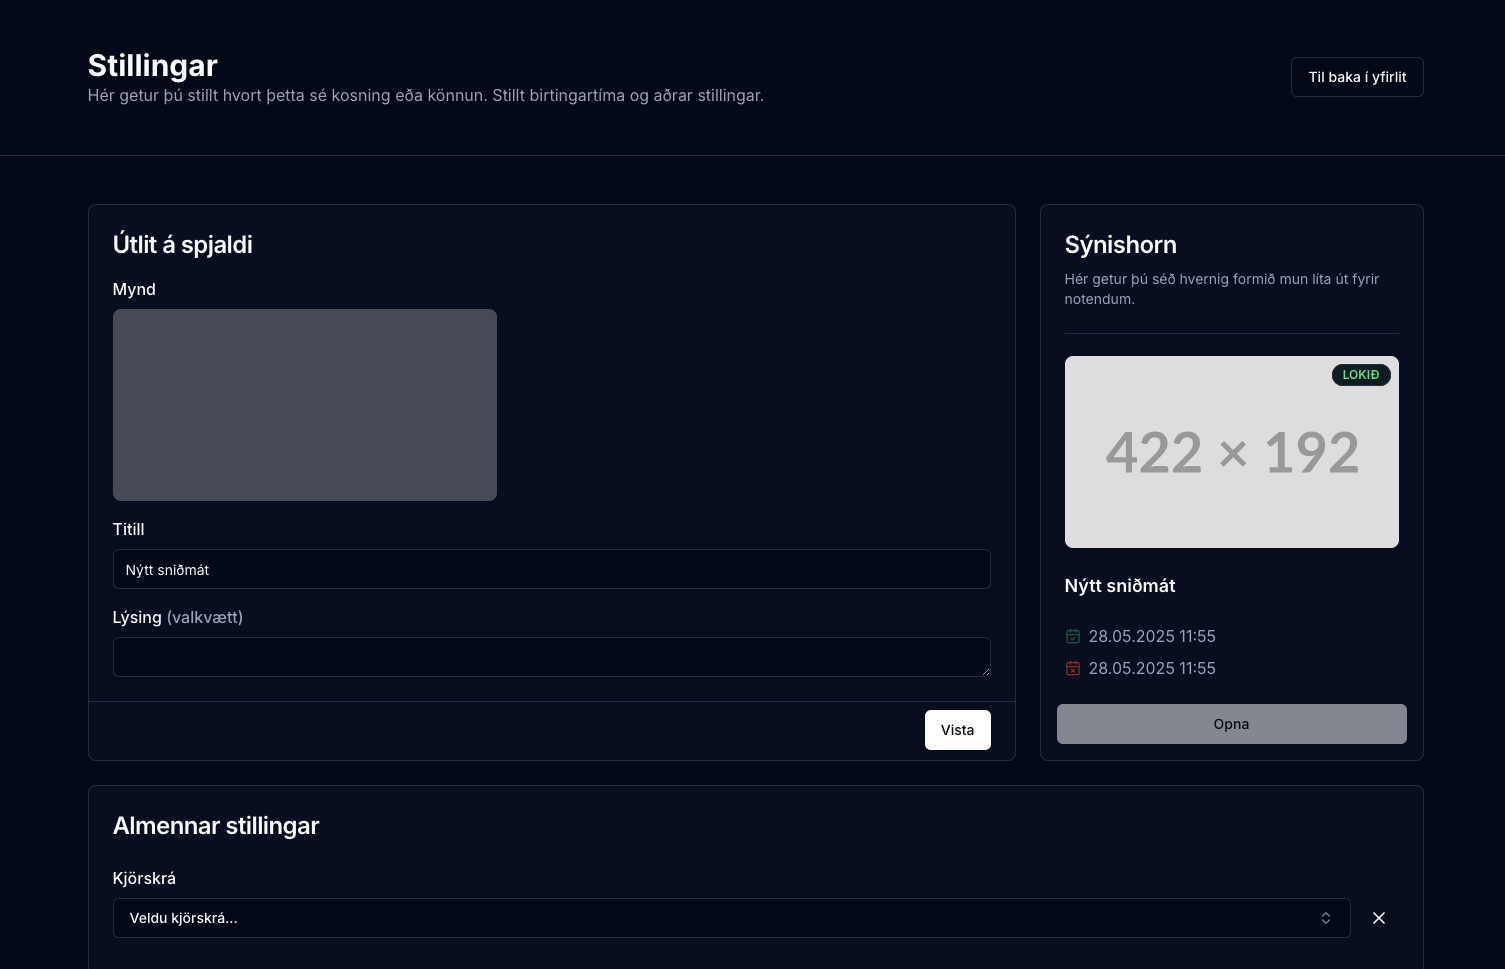 Stillingar
Hér getur þú stillt hvort þetta sé kosning eða könnun. Stillt birtingartíma og aðrar stillingar.
Til baka í yfirlit
Útlit á spjaldi
Mynd
Titill
Nýtt sniðmát
Lýsing (valkvætt)
Vista
Sýnishorn
Hér getur þú séð hvernig formið mun líta út fyrir
notendum.
LOKIÐ
422 × 192
Nýtt sniðmát
28.05.2025 11:55
28.05.2025 11:55
Opna
Almennar stillingar
Kjörskrá
Veldu kjörskrá...